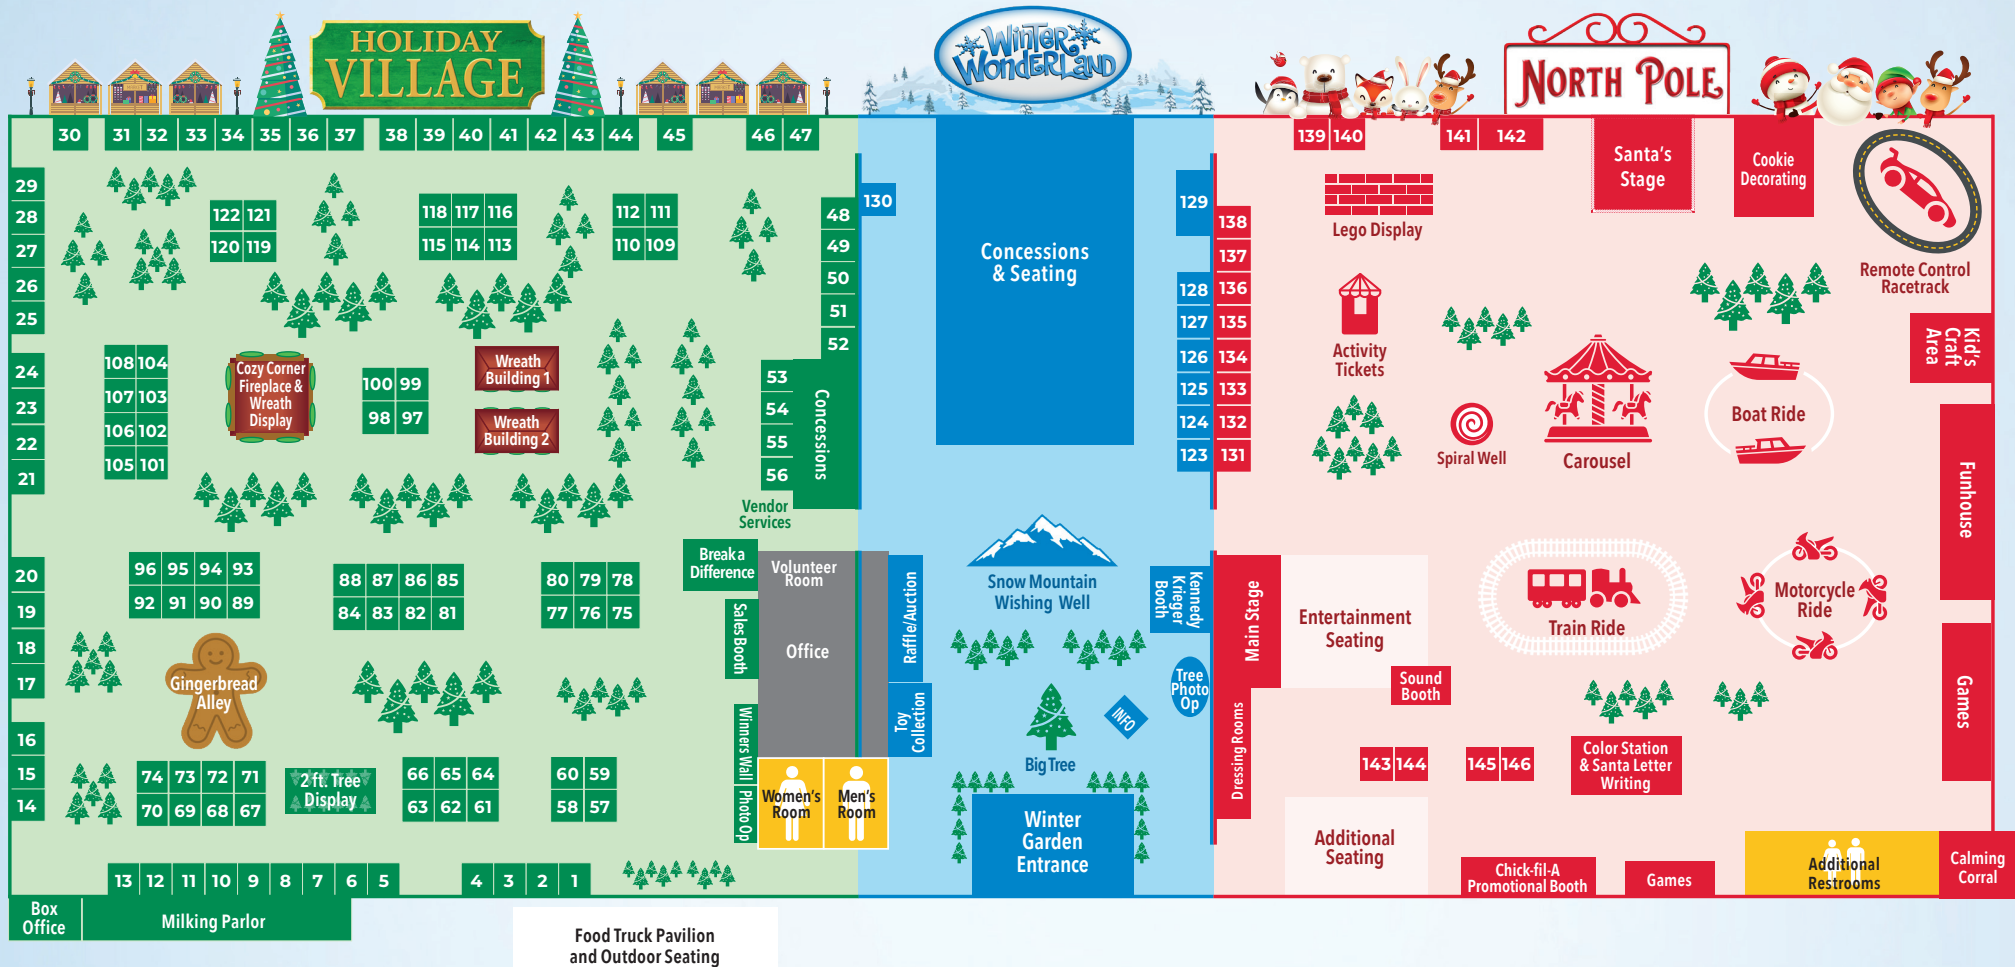 HOLIDAY
VILLAGE
WINTER
WONDERLAND
NORTH POLE
30 31 32 33 34 35 36 37 38 39 40 41 42 43 44 45 46 47
29
28
27
26
25
24
23
22
21
20
19
18
17
16
15
14
122 121
120 119
118 117 116
115 114 113
112 111
110 109
48
49
50
51
52
53
54
55
56
Concessions
108 104
107 103
106 102
105 101
Cozy Corner
Fireplace &
Wreath
Display
100 99
98 97
Wreath
Building 1
Wreath
Building 2
Vendor
Services
96 95 94 93
92 91 90 89
88 87 86 85
84 83 82 81
80 79 78
77 76 75
Break a
Difference
Volunteer
Room
Sales Booth
Office
Gingerbread
Alley
Winners Wall
Photo Op
74 73 72 71
70 69 68 67
2 ft. Tree
Display
66 65 64
63 62 61
60 59
58 57
Women's
Room
Men's
Room
13 12 11 10 9 8 7 6 5 4 3 2 1
Box
Office
Milking Parlor
Food Truck Pavilion
and Outdoor Seating
130
Concessions
& Seating
129
128
127
126
125
124
123
Snow Mountain
Wishing Well
Raffle/Auction
Toy
Collection
Kennedy
Krieger
Booth
Tree
Photo
Op
INFO
Big Tree
Winter
Garden
Entrance
139 140
141 142
Santa's
Stage
Cookie
Decorating
138
137
136
135
134
133
132
131
Lego Display
Remote Control
Racetrack
Activity
Tickets
Kid's
Craft
Area
Spiral Well
Carousel
Boat Ride
Funhouse
Main Stage
Entertainment
Seating
Train Ride
Motorcycle
Ride
Sound
Booth
Dressing Rooms
Games
143 144
145 146
Color Station
& Santa Letter
Writing
Additional
Seating
Chick-fil-A
Promotional Booth
Games
Additional
Restrooms
Calming
Corral